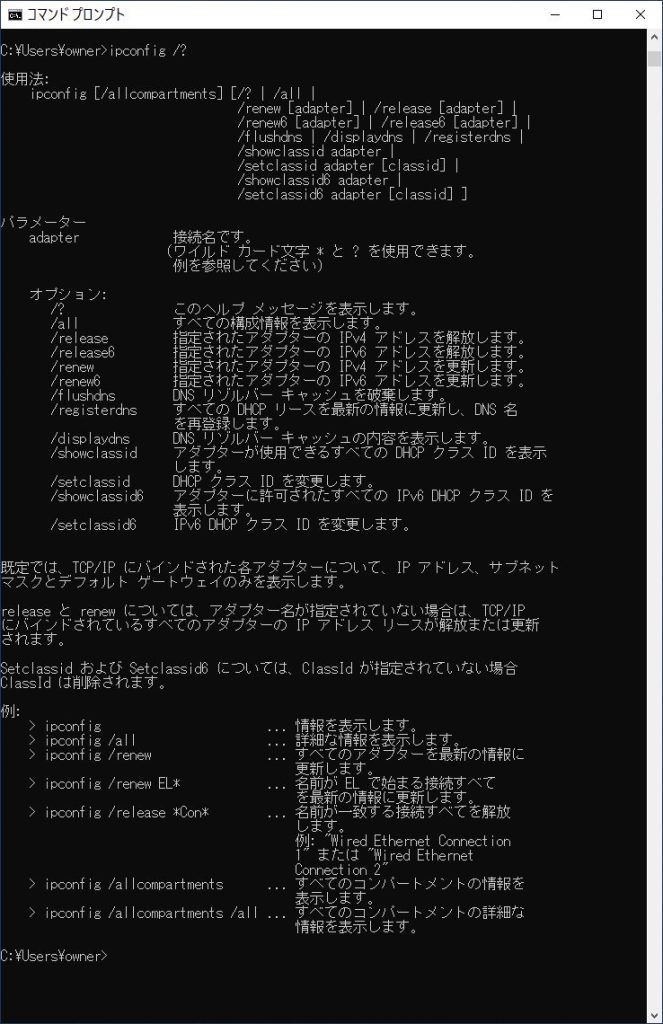 コマンド プロンプト
C:¥Users¥owner>ipconfig /?
使用法:
ipconfig [/allcompartments] [/? | /all |
/renew [adapter] | /release [adapter] |
/renew6 [adapter] | /release6 [adapter] |
/flushdns | /displaydns | /registerdns |
/showclassid adapter |
/setclassid adapter [classid] |
/showclassid6 adapter |
/setclassid6 adapter [classid] ]
パラメーター
adapter 接続名です。
(ワイルド カード文字 * と ? を使用できます。
例を参照してください)
オプション:
/? このヘルプ メッセージを表示します。
/all すべての構成情報を表示します。
/release 指定されたアダプターの IPv4 アドレスを解放します。
/release6 指定されたアダプターの IPv6 アドレスを解放します。
/renew 指定されたアダプターの IPv4 アドレスを更新します。
/renew6 指定されたアダプターの IPv6 アドレスを更新します。
/flushdns DNS リゾルバー キャッシュを破棄します。
/registerdns すべての DHCP リースを最新の情報に更新し、DNS 名
を再登録します。
/displaydns DNS リゾルバー キャッシュの内容を表示します。
/showclassid アダプターが使用できるすべての DHCP クラス ID を表示
します。
/setclassid DHCP クラス ID を変更します。
/showclassid6 アダプターに許可されたすべての IPv6 DHCP クラス ID を
表示します。
/setclassid6 IPv6 DHCP クラス ID を変更します。
既定では、TCP/IP にバインドされた各アダプターについて、IP アドレス、サブネット
マスクとデフォルト ゲートウェイのみを表示します。
release と renew については、アダプター名が指定されていない場合は、TCP/IP
にバインドされているすべてのアダプターの IP アドレス リースが解放または更新
されます。
Setclassid および Setclassid6 については、ClassId が指定されていない場合
ClassId は削除されます。
例:
> ipconfig ... 情報を表示します。
> ipconfig /all ... 詳細な情報を表示します。
> ipconfig /renew ... すべてのアダプターを最新の情報に
更新します。
> ipconfig /renew EL* ... 名前が EL で始まる接続すべて
を最新の情報に更新します。
> ipconfig /release *Con* ... 名前が一致する接続すべてを解放
します。
例: "Wired Ethernet Connection
1" または "Wired Ethernet
Connection 2"
> ipconfig /allcompartments ... すべてのコンパートメントの情報を
表示します。
> ipconfig /allcompartments /all ... すべてのコンパートメントの詳細な
情報を表示します。
C:¥Users¥owner>